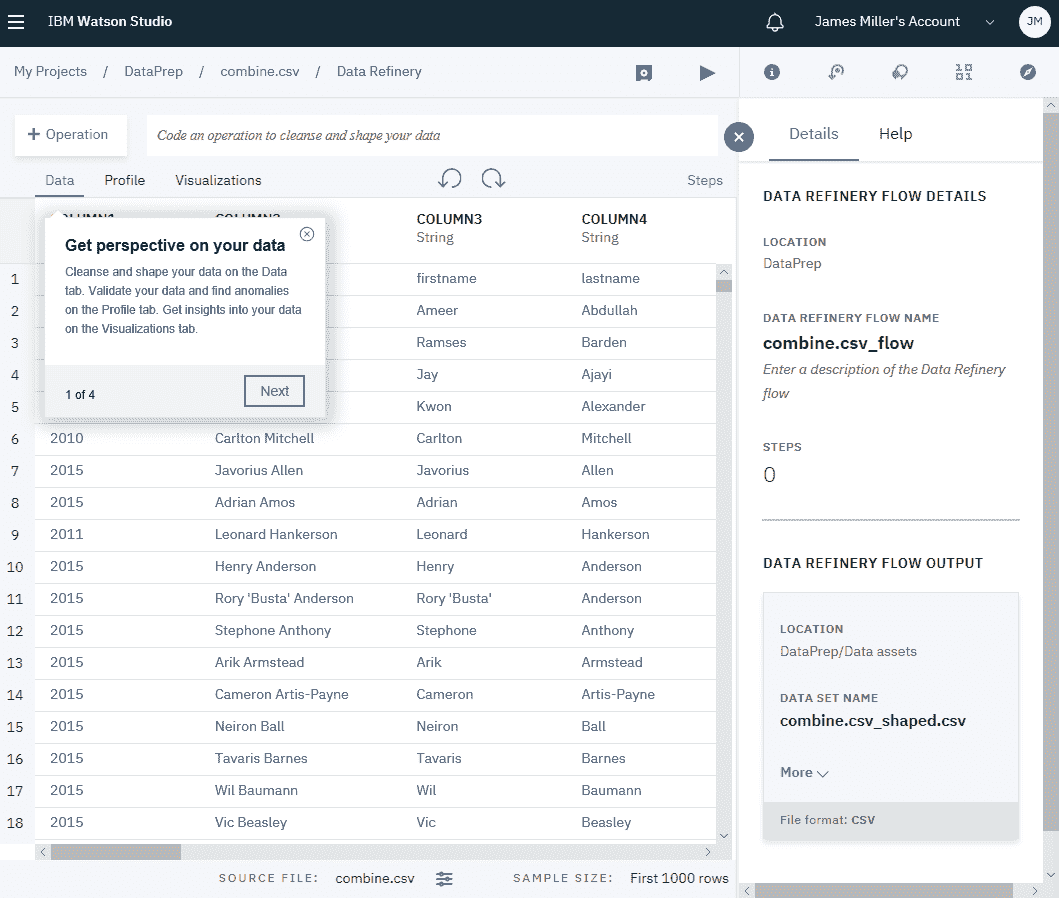 IBM Watson Studio
James Miller's Account
JM
My Projects / DataPrep / combine.csv / Data Refinery
+ Operation
Code an operation to cleanse and shape your data
Data Profile Visualizations
Steps
COLUMN3 COLUMN4
String String
Get perspective on your data
Cleanse and shape your data on the Data
tab. Validate your data and find anomalies
on the Profile tab. Get insights into your data
on the Visualizations tab.
1 of 4
Next
1 firstname lastname
2 Ameer Abdullah
3 Ramses Barden
4 Jay Ajayi
5 Kwon Alexander
6 2010 Carlton Mitchell Carlton Mitchell
7 2015 Javorius Allen Javorius Allen
8 2015 Adrian Amos Adrian Amos
9 2011 Leonard Hankerson Leonard Hankerson
10 2015 Henry Anderson Henry Anderson
11 2015 Rory 'Busta' Anderson Rory 'Busta' Anderson
12 2015 Stephone Anthony Stephone Anthony
13 2015 Arik Armstead Arik Armstead
14 2015 Cameron Artis-Payne Cameron Artis-Payne
15 2015 Neiron Ball Neiron Ball
16 2015 Tavaris Barnes Tavaris Barnes
17 2015 Wil Baumann Wil Baumann
18 2015 Vic Beasley Vic Beasley
SOURCE FILE: combine.csv
SAMPLE SIZE: First 1000 rows
Details Help
DATA REFINERY FLOW DETAILS
LOCATION
DataPrep
DATA REFINERY FLOW NAME
combine.csv_flow
Enter a description of the Data Refinery
flow
STEPS
0
DATA REFINERY FLOW OUTPUT
LOCATION
DataPrep/Data assets
DATA SET NAME
combine.csv_shaped.csv
More
File format: CSV